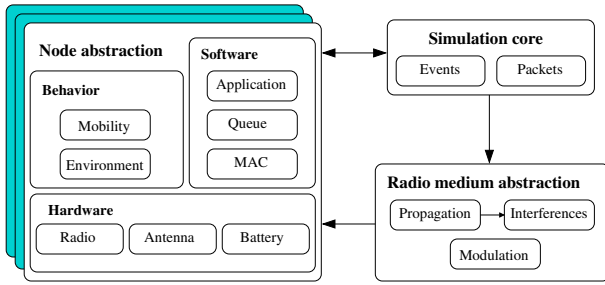 Node abstraction
Software
Application
Queue
MAC
Behavior
Mobility
Environment
Hardware
Radio
Antenna
Battery
Simulation core
Events
Packets
Radio medium abstraction
Propagation
Interferences
Modulation